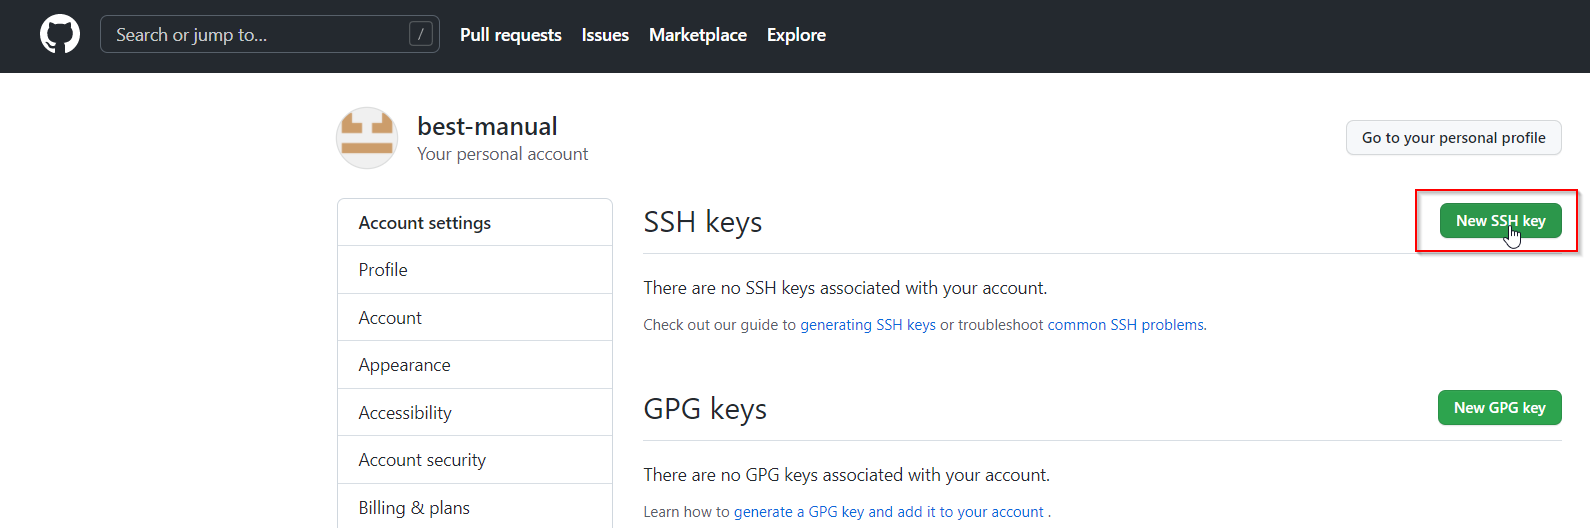 Search or jump to... /
Pull requests Issues Marketplace Explore
best-manual
Your personal account
Go to your personal profile
Account settings
Profile
Account
Appearance
Accessibility
Account security
Billing & plans
SSH keys
New SSH key
There are no SSH keys associated with your account.
Check out our guide to generating SSH keys or troubleshoot common SSH problems.
GPG keys
New GPG key
There are no GPG keys associated with your account.
Learn how to generate a GPG key and add it to your account .